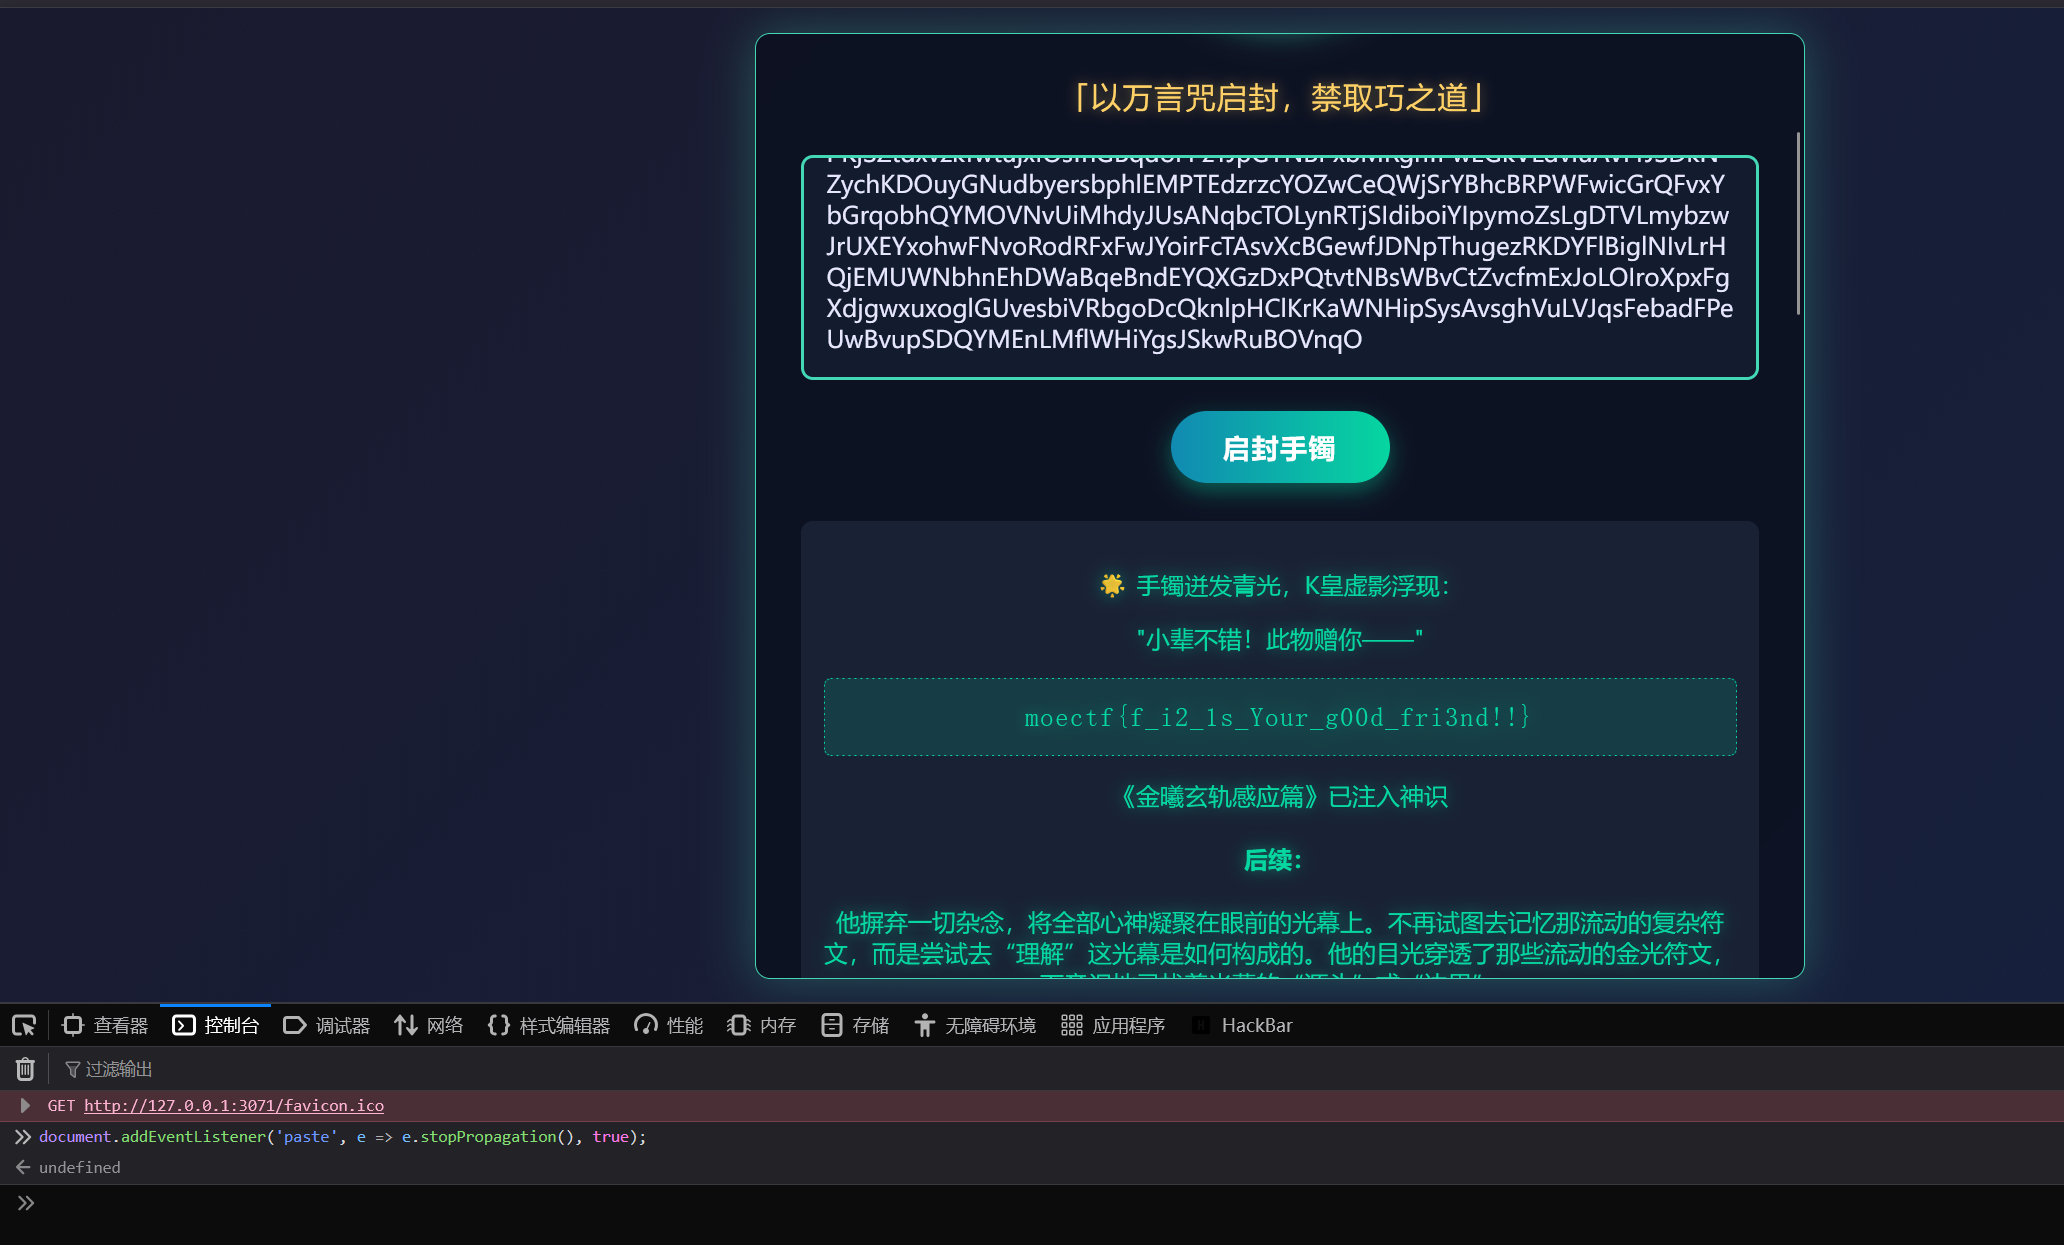 「以万言咒启封，禁取巧之道」
ZychKDOuyGNudbyersbphlEMPTEdzrzcYOZwCeQWjSrYBhcBRPWFwicGrQFvxY
bGrqobhQYMOVNvUiMhdyJUsANqbcTOLynRTjSIdiboiYIpymoZsLgDTVLmybzw
JrUXEYxohwFNvoRodRFxFwJYoirFcTAsvXcBGewfJDNpThugezRKDYFlBiglNIvLrH
QjEMUWNbhnEhDWaBqeBndEYQXGzDxPQtvtNBsWBvCtZvcfmExJoLOIroXpxFg
XdjgwxuxoglGUvesbiVRbgoDcQknlpHClKrKaWNHipSysAvsghVuLVJqsFebadFPe
UwBvupSDQYMEnLMflWHiYgsJSkwRuBOVnqO
启封手镯
🌟 手镯迸发青光，K皇虚影浮现：
"小辈不错！此物赠你——"
moectf{f_i2_1s_Your_g00d_fri3nd!!}
《金曦玄轨感应篇》已注入神识
后续：
他摒弃一切杂念，将全部心神凝聚在眼前的光幕上。不再试图去记忆那流动的复杂符
文，而是尝试去“理解”这光幕是如何构成的。他的目光穿透了那些流动的金光符文，
查看器 控制台 调试器 网络 样式编辑器 性能 内存 存储 无障碍环境 应用程序 HackBar
过滤输出
GET http://127.0.0.1:3071/favicon.ico
document.addEventListener('paste', e => e.stopPropagation(), true);
undefined